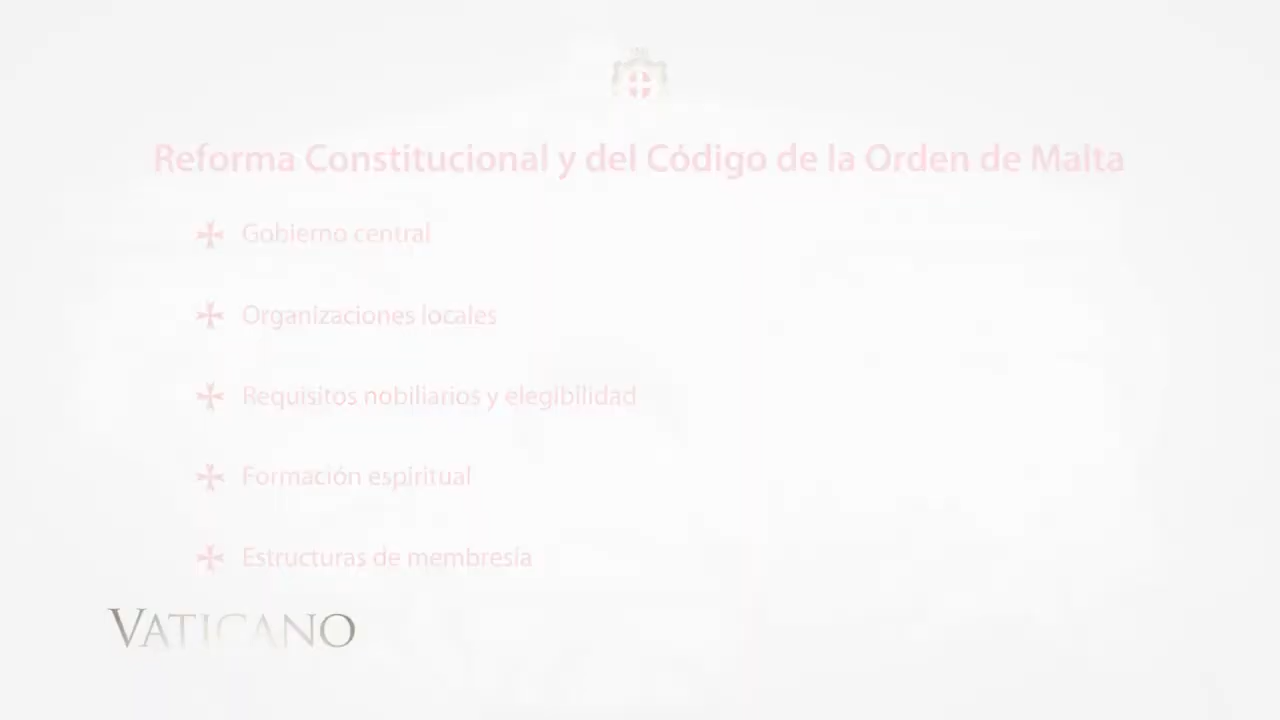 Reforma Constitucional y del Código de la Orden de Malta
Gobierno central
Organizaciones locales
Requisitos nobiliarios y elegibilidad
Formación espiritual
Estructuras de membresía
VATICANO